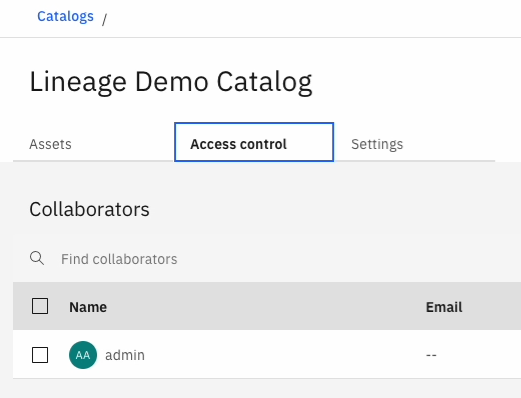 Catalogs /
Lineage Demo Catalog
Assets Access control Settings
Collaborators
Find collaborators
Name Email
AA admin --